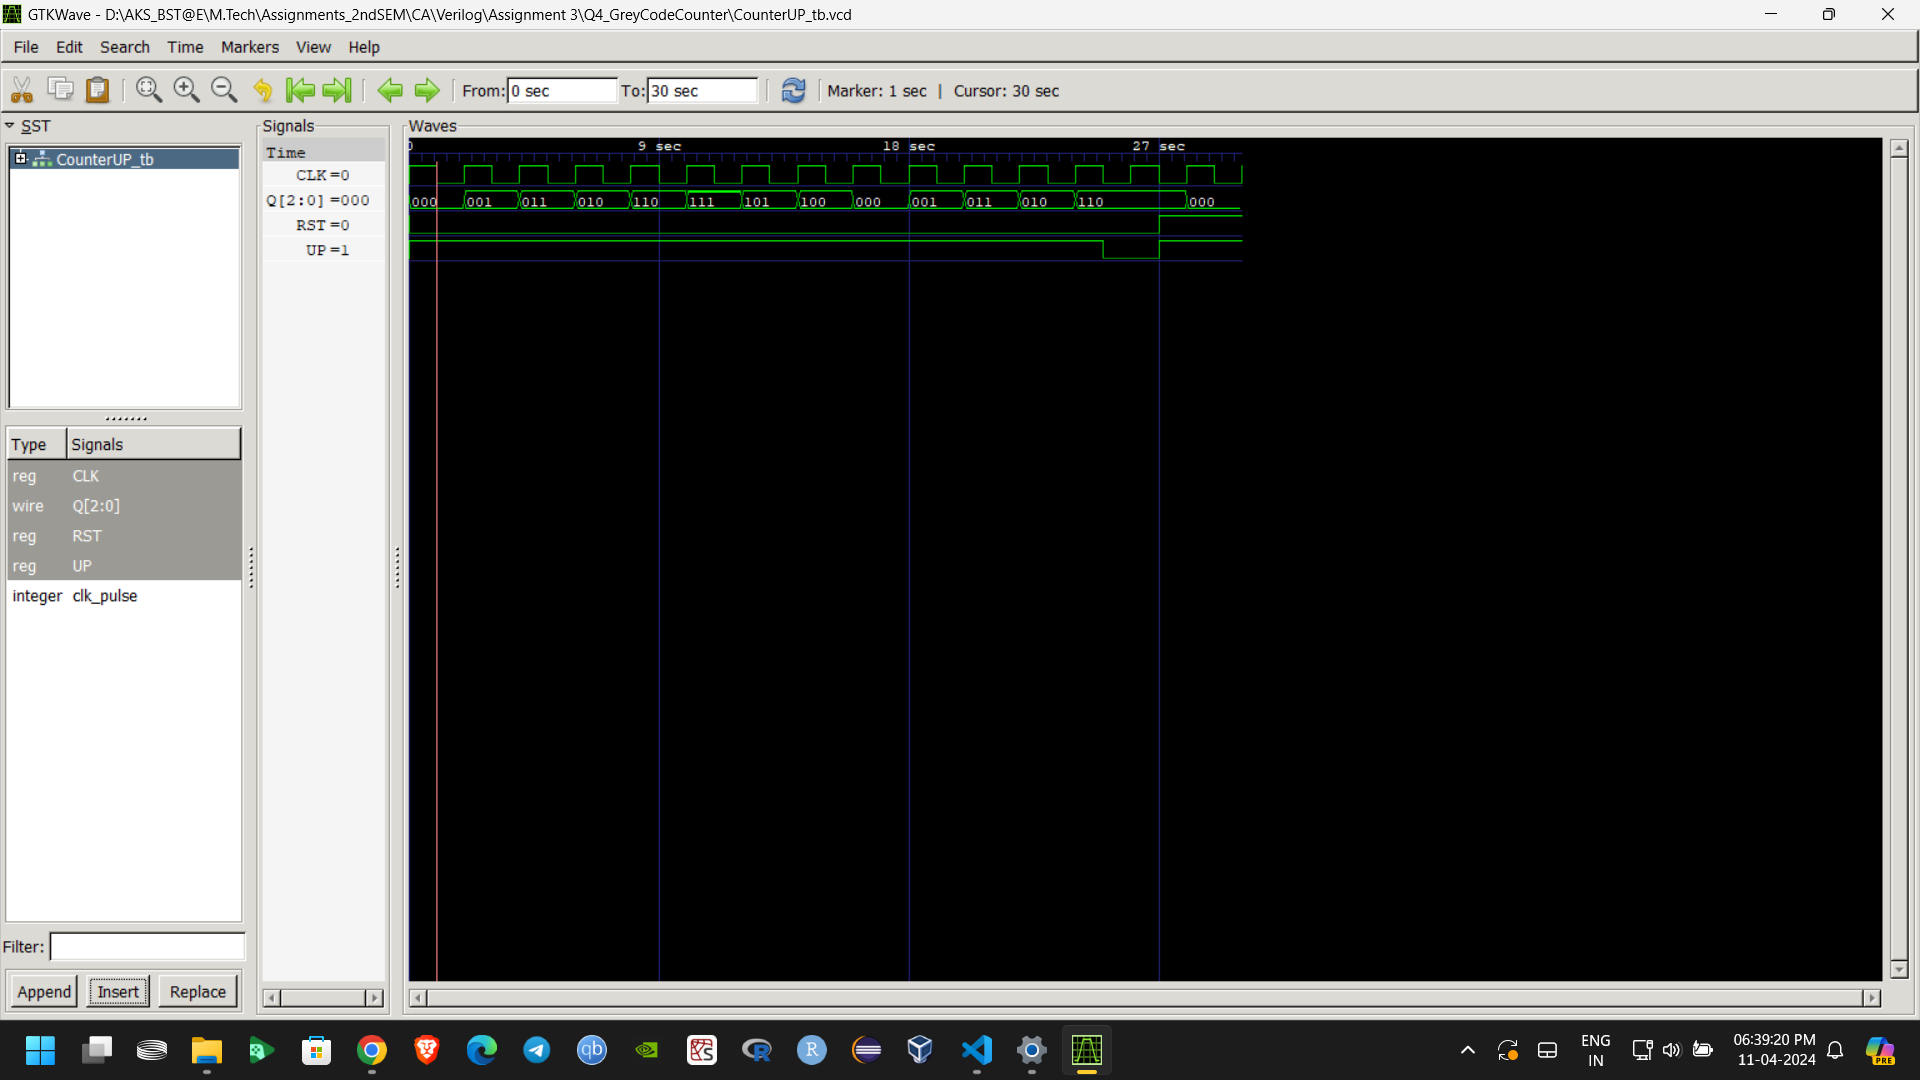 GTKWave - D:\AKS_BST@E\M.Tech\Assignments_2ndSEM\CA\Verilog\Assignment 3\Q4_GreyCodeCounter\CounterUP_tb.vcd
File Edit Search Time Markers View Help
From: 0 sec To: 30 sec Marker: 1 sec | Cursor: 30 sec
SST
CounterUP_tb
Type Signals
reg CLK
wire Q[2:0]
reg RST
reg UP
integer clk_pulse
Filter:
Append Insert Replace
Signals
Time
CLK=0
Q[2:0]=000
RST=0
UP=1
Waves
0 9 sec 18 sec 27 sec
000 001 011 010 110 111 101 100 000 001 011 010 110 000
qb
R
R
PRE
ENG
IN
06:39:20 PM
11-04-2024